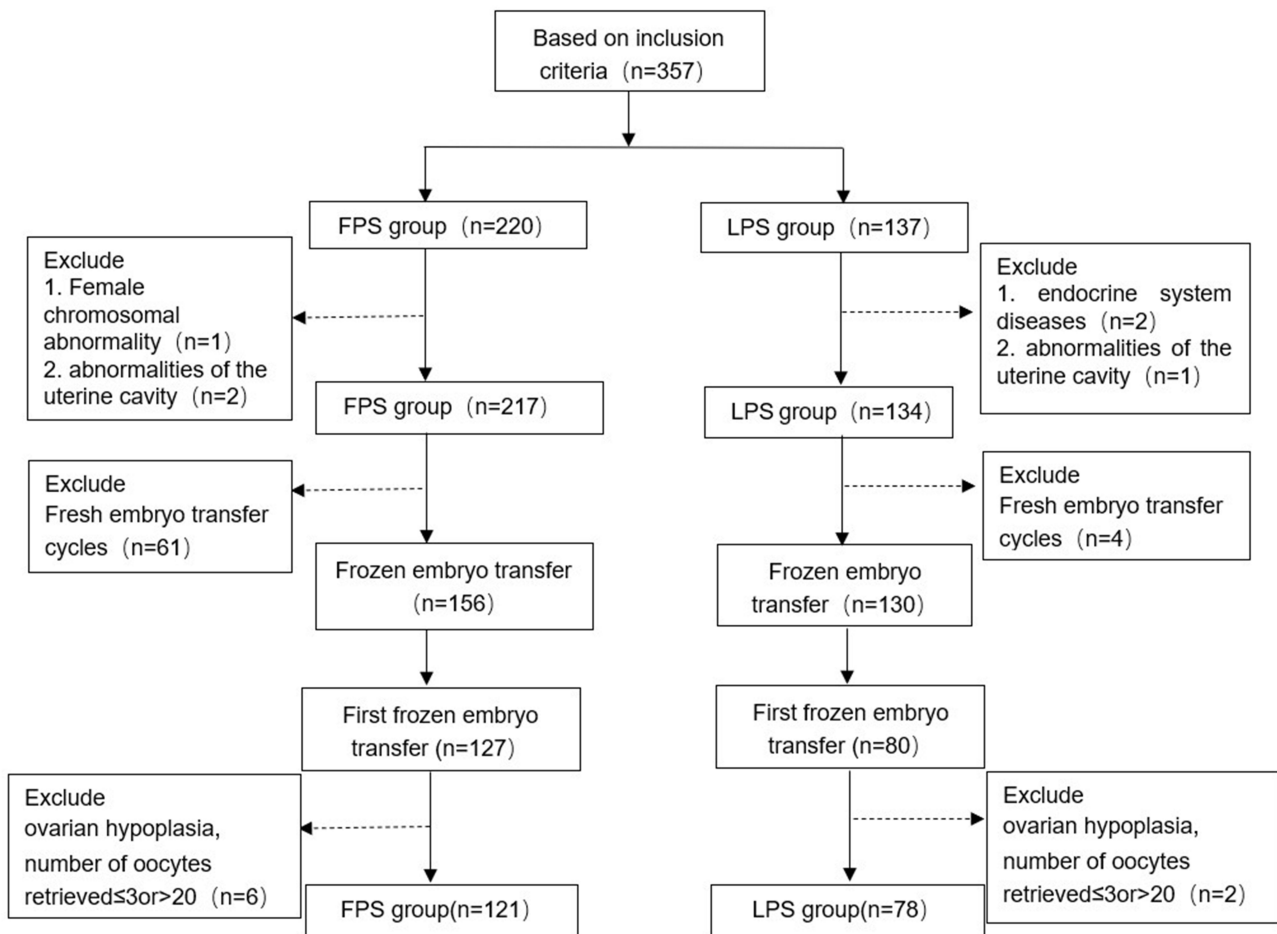 Based on inclusion
criteria（n=357）
FPS group（n=220）
LPS group（n=137）
Exclude
1. Female
chromosomal
abnormality（n=1）
2. abnormalities of the
uterine cavity（n=2）
Exclude
1. endocrine system
diseases（n=2）
2. abnormalities of the
uterine cavity（n=1）
FPS group（n=217）
LPS group（n=134）
Exclude
Fresh embryo transfer
cycles（n=61）
Exclude
Fresh embryo transfer
cycles（n=4）
Frozen embryo transfer
（n=156）
Frozen embryo
transfer（n=130）
First frozen embryo
transfer (n=127）
First frozen embryo
transfer (n=80）
Exclude
ovarian hypoplasia,
number of oocytes
retrieved≤3or>20（n=6）
Exclude
ovarian hypoplasia,
number of oocytes
retrieved≤3or>20（n=2）
FPS group(n=121）
LPS group(n=78）